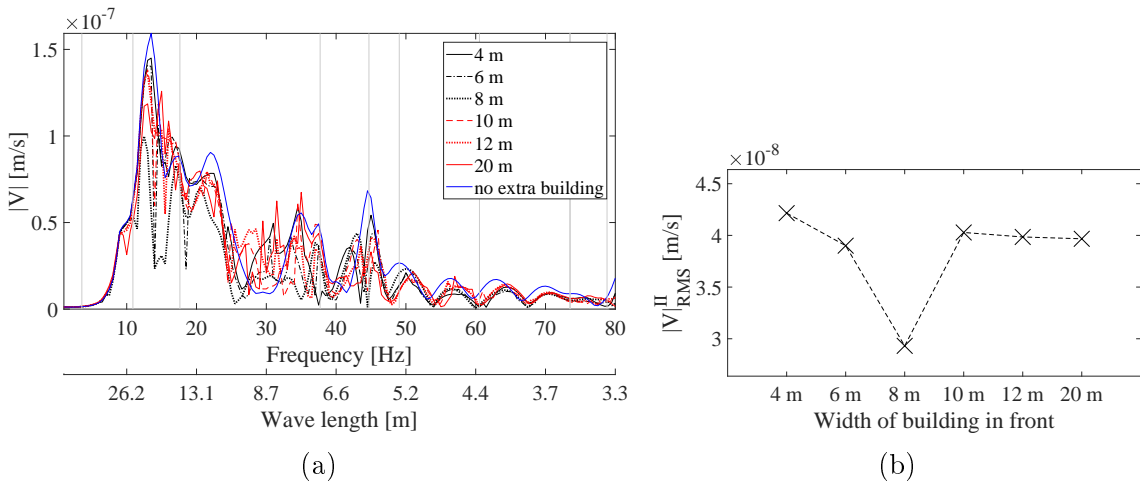 ×10⁻⁷
1.5
1
0.5
0
|V| [m/s]
4 m
6 m
8 m
10 m
12 m
20 m
no extra building
10 20 30 40 50 60 70 80
Frequency [Hz]
26.2 13.1 8.7 6.6 5.2 4.4 3.7 3.3
Wave length [m]
(a)
×10⁻⁸
4.5
4
3.5
3
|V|ᴵᴵRMS [m/s]
4 m 6 m 8 m 10 m 12 m 20 m
Width of building in front
(b)